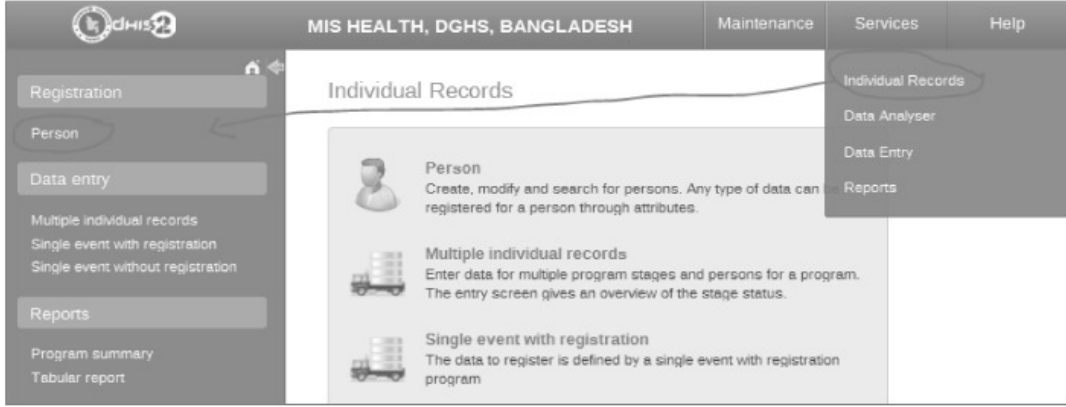 dHIS2
MIS HEALTH, DGHS, BANGLADESH
Maintenance
Services
Help
Individual Records
Data Analyser
Data Entry
Reports
Registration
Person
Data entry
Multiple individual records
Single event with registration
Single event without registration
Reports
Program summary
Tabular report
Individual Records
Person
Create, modify and search for persons. Any type of data can
registered for a person through attributes.
Multiple individual records
Enter data for multiple program stages and persons for a program.
The entry screen gives an overview of the stage status.
Single event with registration
The data to register is defined by a single event with registration
program